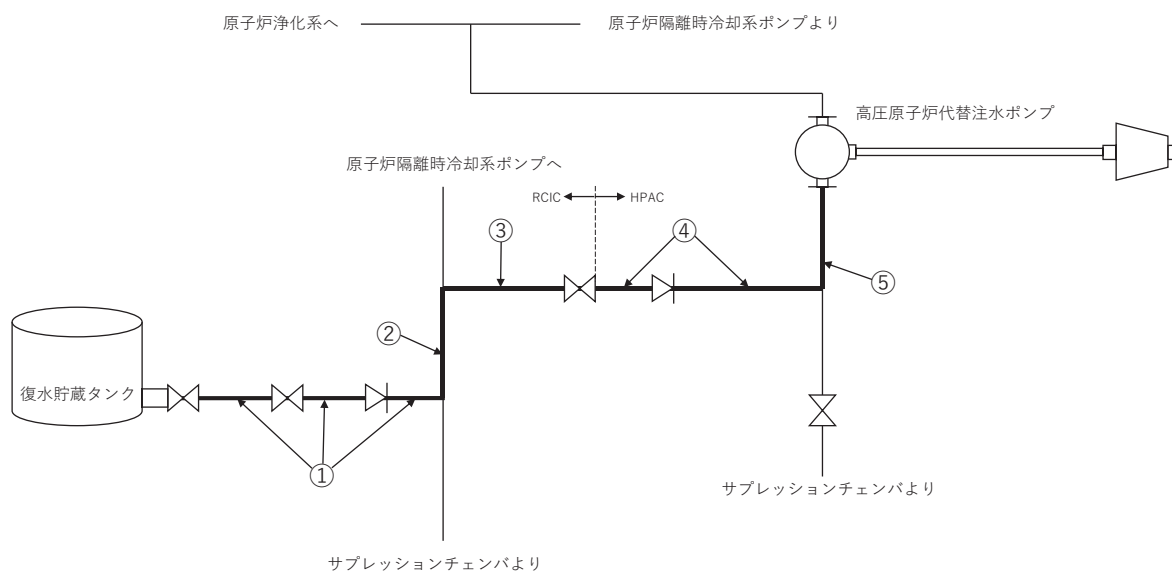 原子炉浄化系へ
原子炉隔離時冷却系ポンプより
高圧原子炉代替注水ポンプ
原子炉隔離時冷却系ポンプへ
RCIC
HPAC
③
④
⑤
②
復水貯蔵タンク
①
サプレッションチェンバより
サプレッションチェンバより